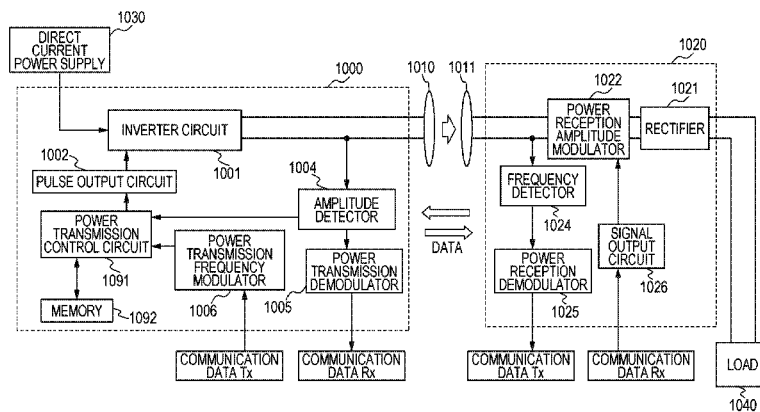 1030
DIRECT
CURRENT
POWER SUPPLY
1000
1010
1011
1020
1022
1021
INVERTER CIRCUIT
1001
POWER
RECEPTION
AMPLITUDE
MODULATOR
RECTIFIER
1002
PULSE OUTPUT CIRCUIT
1004
AMPLITUDE
DETECTOR
FREQUENCY
DETECTOR
1024
POWER
TRANSMISSION
CONTROL CIRCUIT
1091
POWER
TRANSMISSION
FREQUENCY
MODULATOR
1006
DATA
SIGNAL
OUTPUT
CIRCUIT
1026
POWER
TRANSMISSION
DEMODULATOR
1005
POWER
RECEPTION
DEMODULATOR
1025
MEMORY
1092
COMMUNICATION
DATA Tx
COMMUNICATION
DATA Rx
COMMUNICATION
DATA Tx
COMMUNICATION
DATA Rx
LOAD
1040